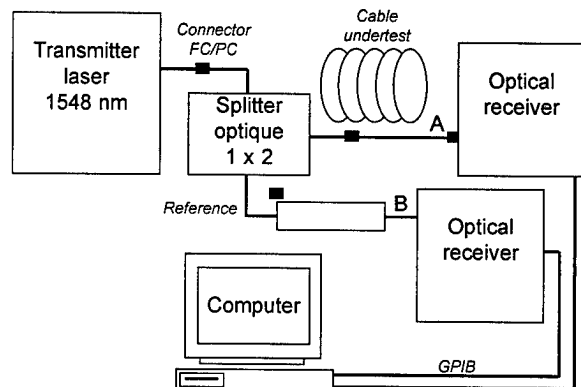 Transmitter
laser
1548 nm
Connector
FC/PC
Cable
undertest
Splitter
optique
1 x 2
A
Optical
receiver
Reference
B
Optical
receiver
Computer
GPIB